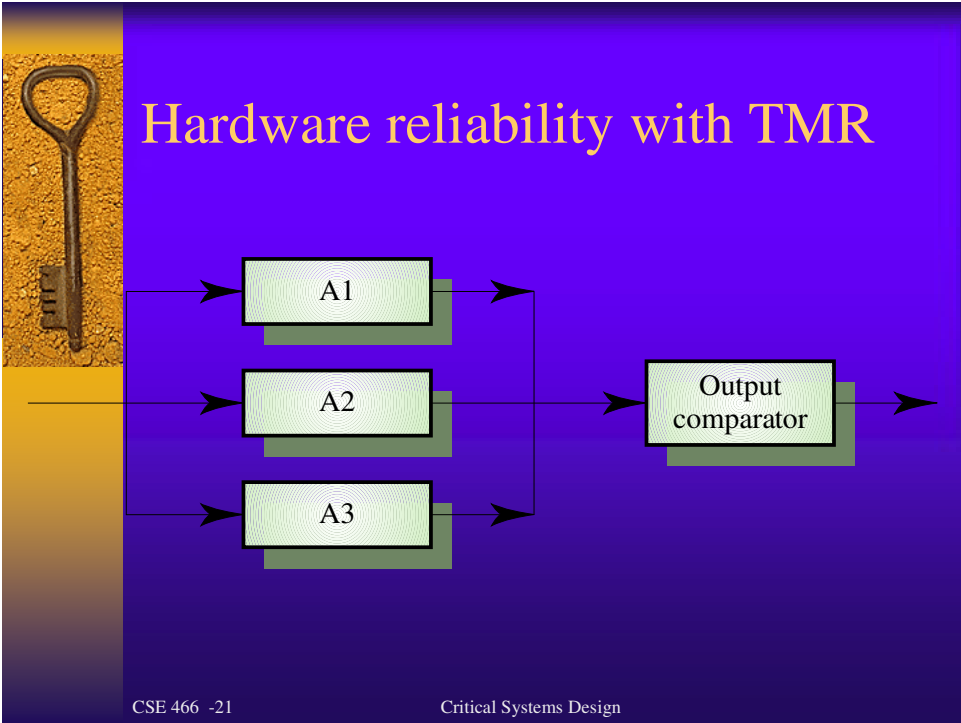 Hardware reliability with TMR
A1
A2
A3
Output
comparator
CSE 466 -21
Critical Systems Design